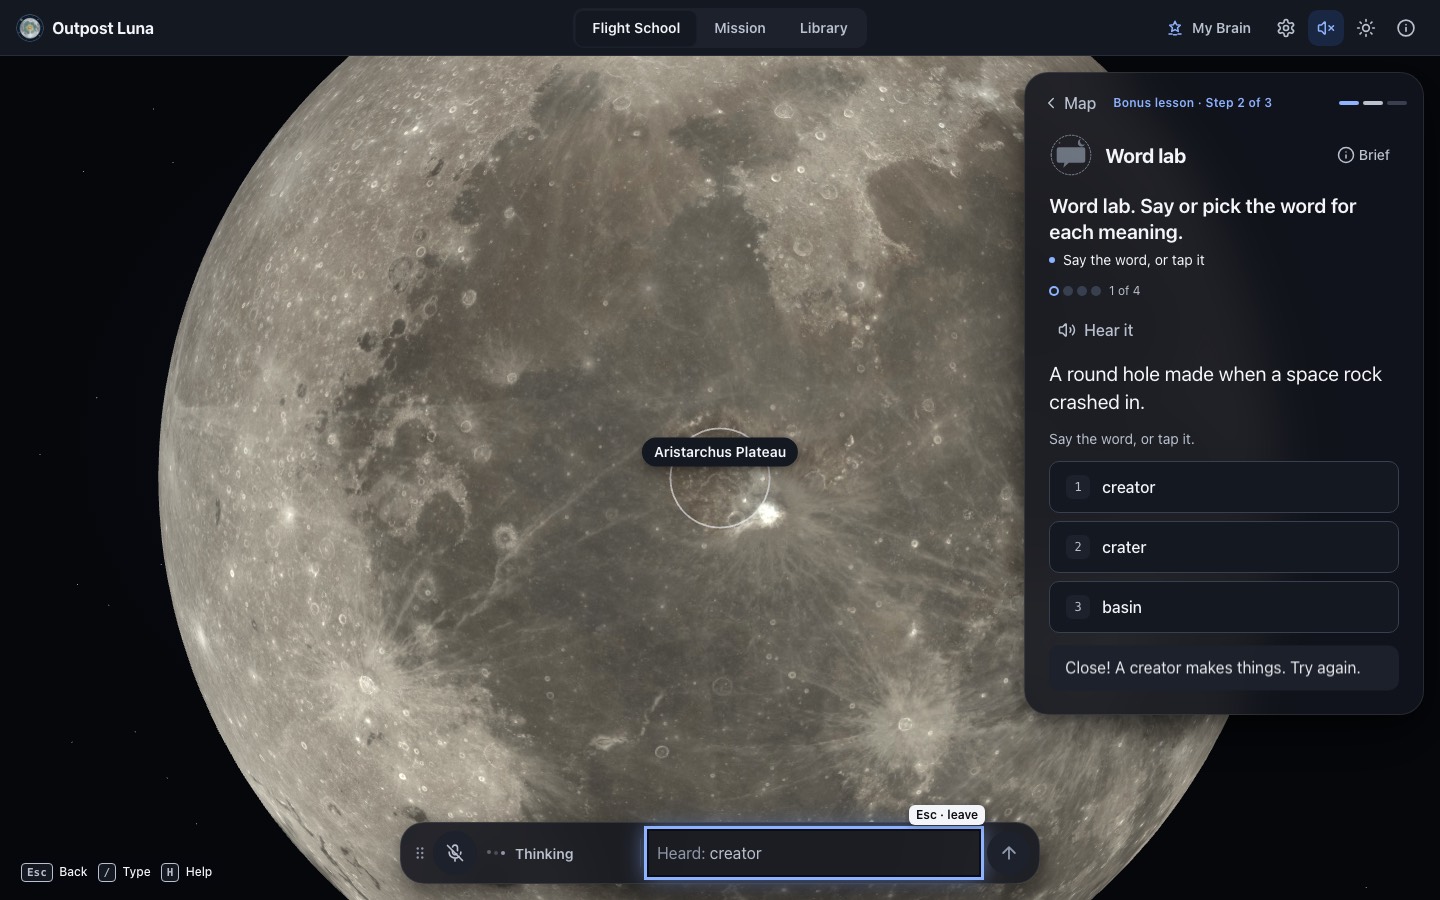 Outpost Luna
Flight School
Mission
Library
My Brain
Map
Bonus lesson · Step 2 of 3
Word lab
Brief
Word lab. Say or pick the word for
each meaning.
Say the word, or tap it
1 of 4
Hear it
A round hole made when a space rock
crashed in.
Say the word, or tap it.
1 creator
2 crater
3 basin
Close! A creator makes things. Try again.
Aristarchus Plateau
Esc · leave
Thinking
Heard: creator
Esc Back / Type H Help